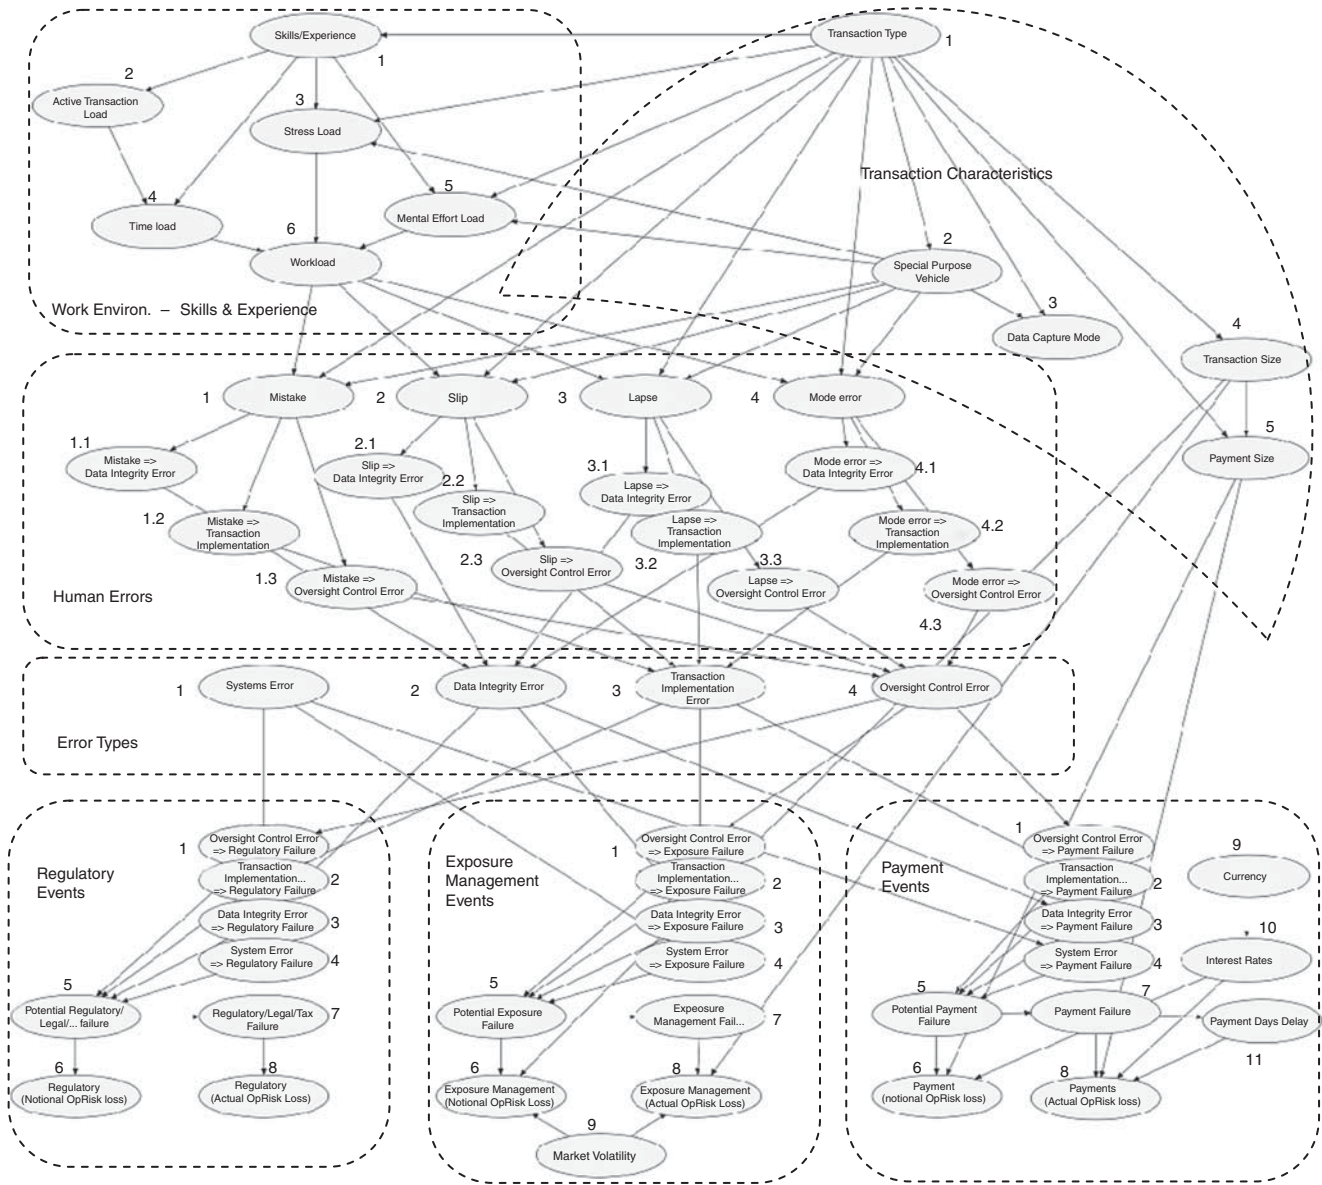 Skills/Experience
1
Transaction Type
1
2
Active Transaction
Load
3
Stress Load
4
Time load
5
Mental Effort Load
6
Workload
Work Environ. – Skills & Experience
Transaction Characteristics
2
Special Purpose
Vehicle
3
Data Capture Mode
4
Transaction Size
5
Payment Size
1
Mistake
2
Slip
3
Lapse
4
Mode error
1.1
Mistake =>
Data Integrity Error
1.2
Mistake =>
Transaction
Implementation
1.3
Mistake =>
Oversight Control Error
2.1
Slip =>
Data Integrity Error
2.2
Slip =>
Transaction
Implementation
2.3
Slip =>
Oversight Control Error
3.1
Lapse =>
Data Integrity Error
3.2
Lapse =>
Transaction
Implementation
3.3
Lapse =>
Oversight Control Error
Mode error =>
Data Integrity Error
4.1
Mode error =>
Transaction
Implementation
4.2
Mode error =>
Oversight Control Error
4.3
Human Errors
1
Systems Error
2
Data Integrity Error
3
Transaction
Implementation
Error
4
Oversight Control Error
Error Types
Regulatory
Events
1
Oversight Control Error
=> Regulatory Failure
Transaction
Implementation...
=> Regulatory Failure
2
Data Integrity Error
=> Regulatory Failure
3
System Error
=> Regulatory Failure
4
5
Potential Regulatory/
Legal/... failure
Regulatory/Legal/Tax
Failure
7
6
Regulatory
(Notional OpRisk loss)
8
Regulatory
(Actual OpRisk Loss)
Exposure
Management
Events
1
Oversight Control Error
=> Exposure Failure
Transaction
Implementation...
=> Exposure Failure
2
Data Integrity Error
=> Exposure Failure
3
System Error
=> Exposure Failure
4
5
Potential Exposure
Failure
Expeosure
Management Fail...
7
6
Exposure Management
(Notional OpRisk Loss)
8
Exposure Management
(Actual OpRisk Loss)
9
Market Volatility
Payment
Events
1
Oversight Control Error
=> Payment Failure
Transaction
Implementation...
=> Payment Failure
2
Data Integrity Error
=> Payment Failure
3
System Error
=> Payment Failure
4
9
Currency
10
Interest Rates
5
Potential Payment
Failure
7
Payment Failure
Payment Days Delay
11
6
Payment
(notional OpRisk loss)
8
Payments
(Actual OpRisk loss)